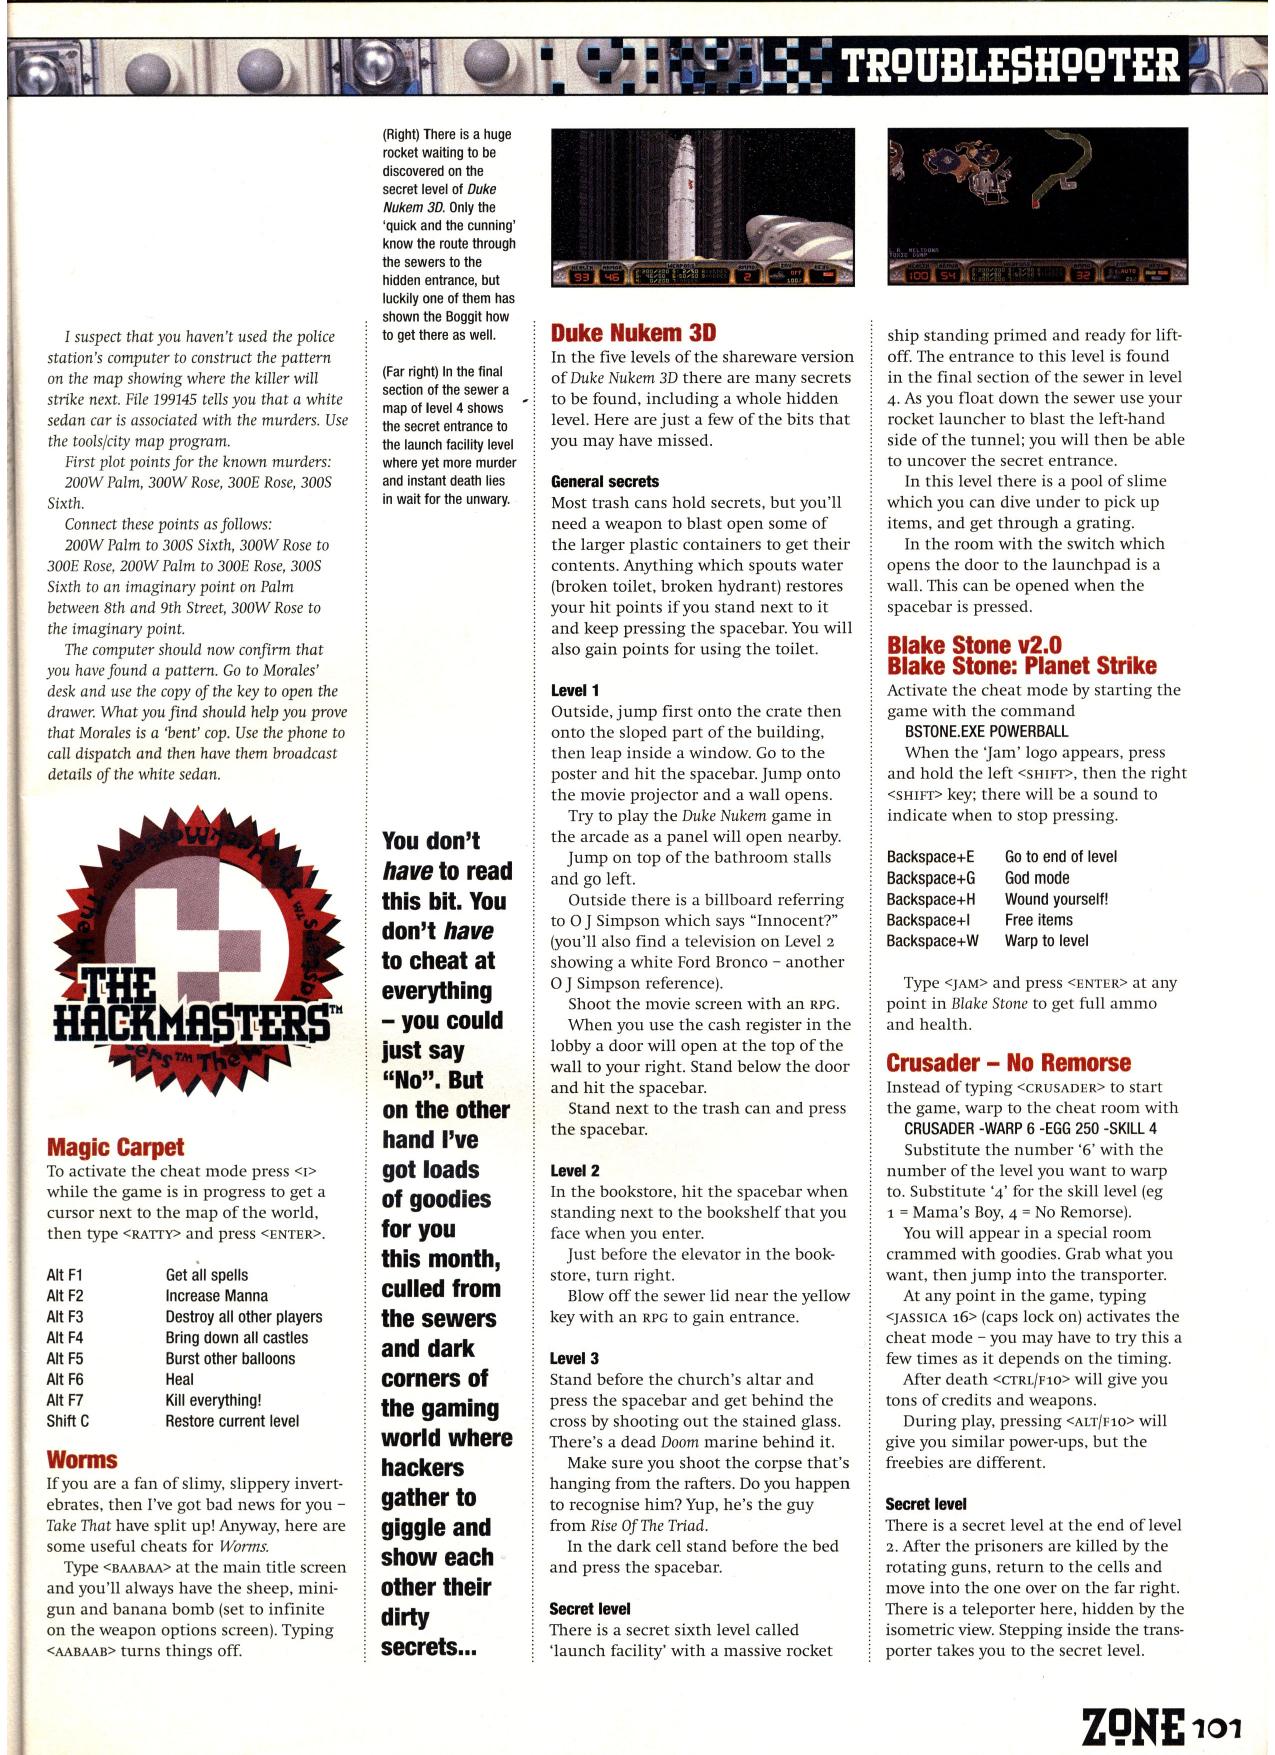 TROUBLESHOOTER
I suspect that you haven't used the police
station's computer to construct the pattern
on the map showing where the killer will
strike next. File 199145 tells you that a white
sedan car is associated with the murders. Use
the tools/city map program.
First plot points for the known murders:
200W Palm, 300W Rose, 300E Rose, 300S
Sixth.
Connect these points as follows:
200W Palm to 300S Sixth, 300W Rose to
300E Rose, 200W Palm to 300E Rose, 300S
Sixth to an imaginary point on Palm
between 8th and 9th Street, 300W Rose to
the imaginary point.
The computer should now confirm that
you have found a pattern. Go to Morales'
desk and use the copy of the key to open the
drawer. What you find should help you prove
that Morales is a 'bent' cop. Use the phone to
call dispatch and then have them broadcast
details of the white sedan.
THE
HACKMASTERS™
Magic Carpet
To activate the cheat mode press <I>
while the game is in progress to get a
cursor next to the map of the world,
then type <RATTY> and press <ENTER>.
Alt F1 Get all spells
Alt F2 Increase Manna
Alt F3 Destroy all other players
Alt F4 Bring down all castles
Alt F5 Burst other balloons
Alt F6 Heal
Alt F7 Kill everything!
Shift C Restore current level
Worms
If you are a fan of slimy, slippery invert-
ebrates, then I've got bad news for you –
Take That have split up! Anyway, here are
some useful cheats for Worms.
Type <BAABAA> at the main title screen
and you'll always have the sheep, mini-
gun and banana bomb (set to infinite
on the weapon options screen). Typing
<AABAAB> turns things off.
(Right) There is a huge
rocket waiting to be
discovered on the
secret level of Duke
Nukem 3D. Only the
'quick and the cunning'
know the route through
the sewers to the
hidden entrance, but
luckily one of them has
shown the Boggit how
to get there as well.
(Far right) In the final
section of the sewer a
map of level 4 shows
the secret entrance to
the launch facility level
where yet more murder
and instant death lies
in wait for the unwary.
You don't
have to read
this bit. You
don't have
to cheat at
everything
– you could
just say
"No". But
on the other
hand I've
got loads
of goodies
for you
this month,
culled from
the sewers
and dark
corners of
the gaming
world where
hackers
gather to
giggle and
show each
other their
dirty
secrets...
Duke Nukem 3D
In the five levels of the shareware version
of Duke Nukem 3D there are many secrets
to be found, including a whole hidden
level. Here are just a few of the bits that
you may have missed.
General secrets
Most trash cans hold secrets, but you'll
need a weapon to blast open some of
the larger plastic containers to get their
contents. Anything which spouts water
(broken toilet, broken hydrant) restores
your hit points if you stand next to it
and keep pressing the spacebar. You will
also gain points for using the toilet.
Level 1
Outside, jump first onto the crate then
onto the sloped part of the building,
then leap inside a window. Go to the
poster and hit the spacebar. Jump onto
the movie projector and a wall opens.
Try to play the Duke Nukem game in
the arcade as a panel will open nearby.
Jump on top of the bathroom stalls
and go left.
Outside there is a billboard referring
to O J Simpson which says "Innocent?"
(you'll also find a television on Level 2
showing a white Ford Bronco – another
O J Simpson reference).
Shoot the movie screen with an RPG.
When you use the cash register in the
lobby a door will open at the top of the
wall to your right. Stand below the door
and hit the spacebar.
Stand next to the trash can and press
the spacebar.
Level 2
In the bookstore, hit the spacebar when
standing next to the bookshelf that you
face when you enter.
Just before the elevator in the book-
store, turn right.
Blow off the sewer lid near the yellow
key with an RPG to gain entrance.
Level 3
Stand before the church's altar and
press the spacebar and get behind the
cross by shooting out the stained glass.
There's a dead Doom marine behind it.
Make sure you shoot the corpse that's
hanging from the rafters. Do you happen
to recognise him? Yup, he's the guy
from Rise Of The Triad.
In the dark cell stand before the bed
and press the spacebar.
Secret level
There is a secret sixth level called
'launch facility' with a massive rocket
ship standing primed and ready for lift-
off. The entrance to this level is found
in the final section of the sewer in level
4. As you float down the sewer use your
rocket launcher to blast the left-hand
side of the tunnel; you will then be able
to uncover the secret entrance.
In this level there is a pool of slime
which you can dive under to pick up
items, and get through a grating.
In the room with the switch which
opens the door to the launchpad is a
wall. This can be opened when the
spacebar is pressed.
Blake Stone v2.0
Blake Stone: Planet Strike
Activate the cheat mode by starting the
game with the command
BSTONE.EXE POWERBALL
When the 'Jam' logo appears, press
and hold the left <SHIFT>, then the right
<SHIFT> key; there will be a sound to
indicate when to stop pressing.
Backspace+E Go to end of level
Backspace+G God mode
Backspace+H Wound yourself!
Backspace+I Free items
Backspace+W Warp to level
Type <JAM> and press <ENTER> at any
point in Blake Stone to get full ammo
and health.
Crusader – No Remorse
Instead of typing <CRUSADER> to start
the game, warp to the cheat room with
CRUSADER -WARP 6 -EGG 250 -SKILL 4
Substitute the number '6' with the
number of the level you want to warp
to. Substitute '4' for the skill level (eg
1 = Mama's Boy, 4 = No Remorse).
You will appear in a special room
crammed with goodies. Grab what you
want, then jump into the transporter.
At any point in the game, typing
<JASSICA 16> (caps lock on) activates the
cheat mode – you may have to try this a
few times as it depends on the timing.
After death <CTRL/F10> will give you
tons of credits and weapons.
During play, pressing <ALT/F10> will
give you similar power-ups, but the
freebies are different.
Secret level
There is a secret level at the end of level
2. After the prisoners are killed by the
rotating guns, return to the cells and
move into the one over on the far right.
There is a teleporter here, hidden by the
isometric view. Stepping inside the trans-
porter takes you to the secret level.
ZONE 101